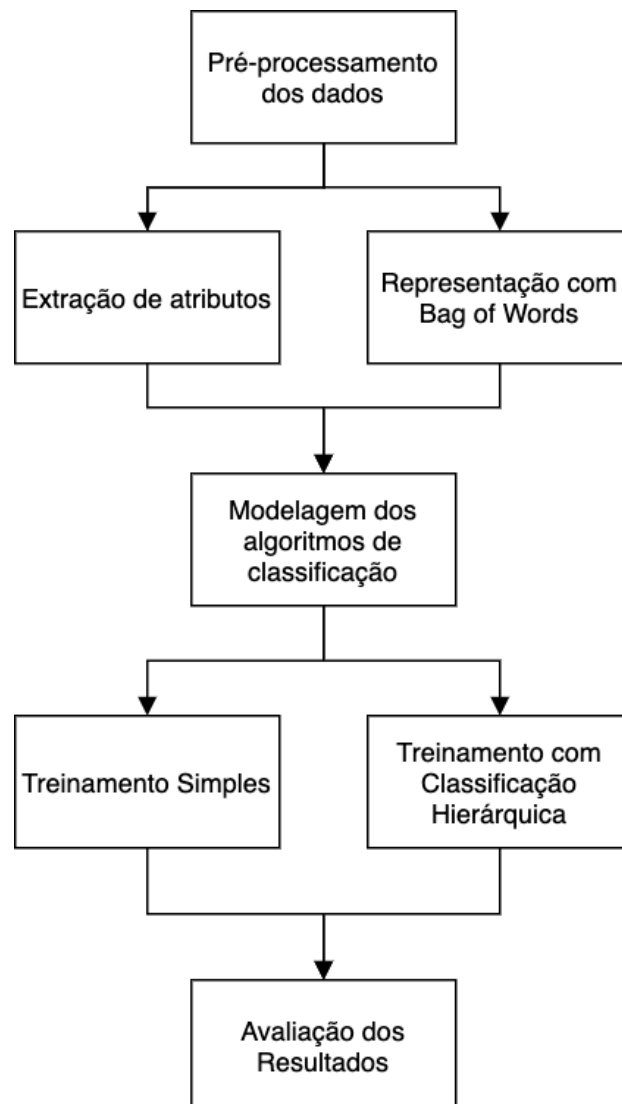 Pré-processamento
dos dados
Extração de atributos
Representação com
Bag of Words
Modelagem dos
algoritmos de
classificação
Treinamento Simples
Treinamento com
Classificação
Hierárquica
Avaliação dos
Resultados